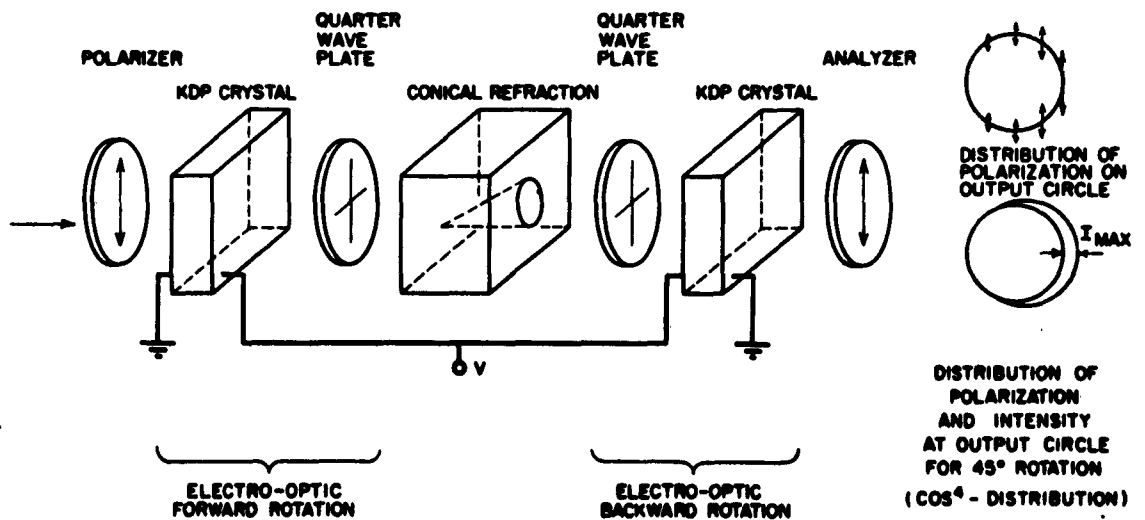 POLARIZER
KDP CRYSTAL
QUARTER
WAVE
PLATE
CONICAL REFRACTION
QUARTER
WAVE
PLATE
KDP CRYSTAL
ANALYZER
DISTRIBUTION OF
POLARIZATION ON
OUTPUT CIRCLE
I MAX
V
DISTRIBUTION OF
POLARIZATION
AND INTENSITY
AT OUTPUT CIRCLE
FOR 45° ROTATION
(COS⁴ - DISTRIBUTION)
ELECTRO-OPTIC
FORWARD ROTATION
ELECTRO-OPTIC
BACKWARD ROTATION